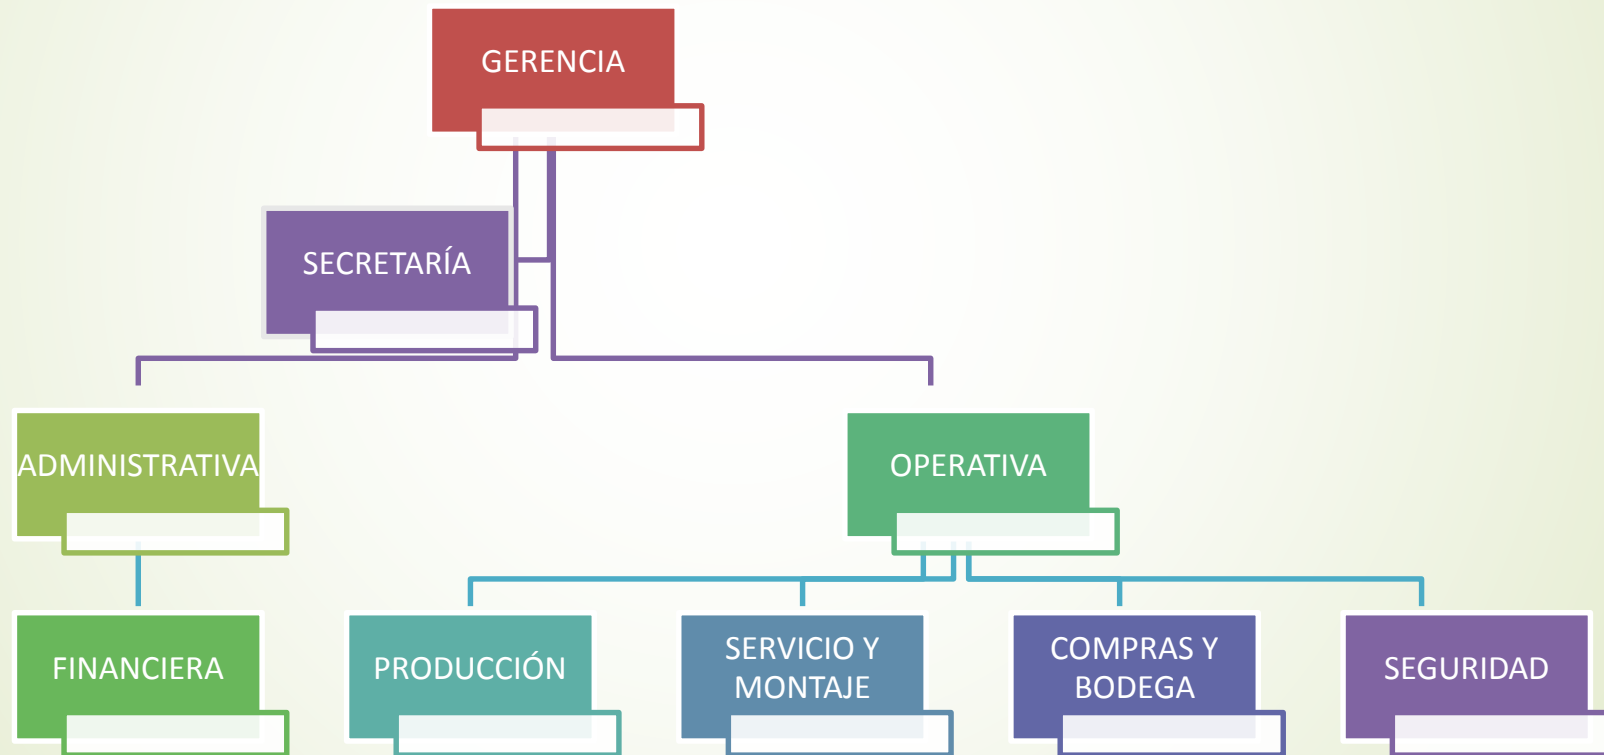 GERENCIA
SECRETARÍA
ADMINISTRATIVA
OPERATIVA
FINANCIERA
PRODUCCIÓN
SERVICIO Y
MONTAJE
COMPRAS Y
BODEGA
SEGURIDAD